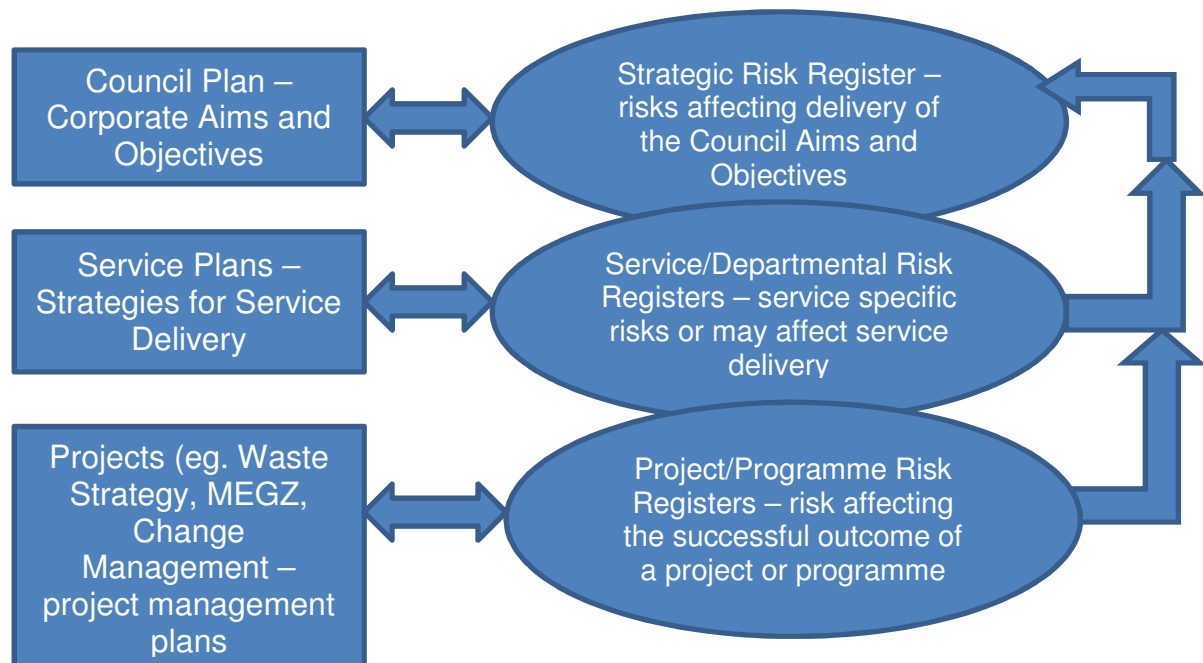 Council Plan –
Corporate Aims and
Objectives
Strategic Risk Register –
risks affecting delivery of
the Council Aims and
Objectives
Service Plans –
Strategies for Service
Delivery
Service/Departmental Risk
Registers – service specific
risks or may affect service
delivery
Projects (eg. Waste
Strategy, MEGZ,
Change
Management –
project management
plans
Project/Programme Risk
Registers – risk affecting
the successful outcome of
a project or programme